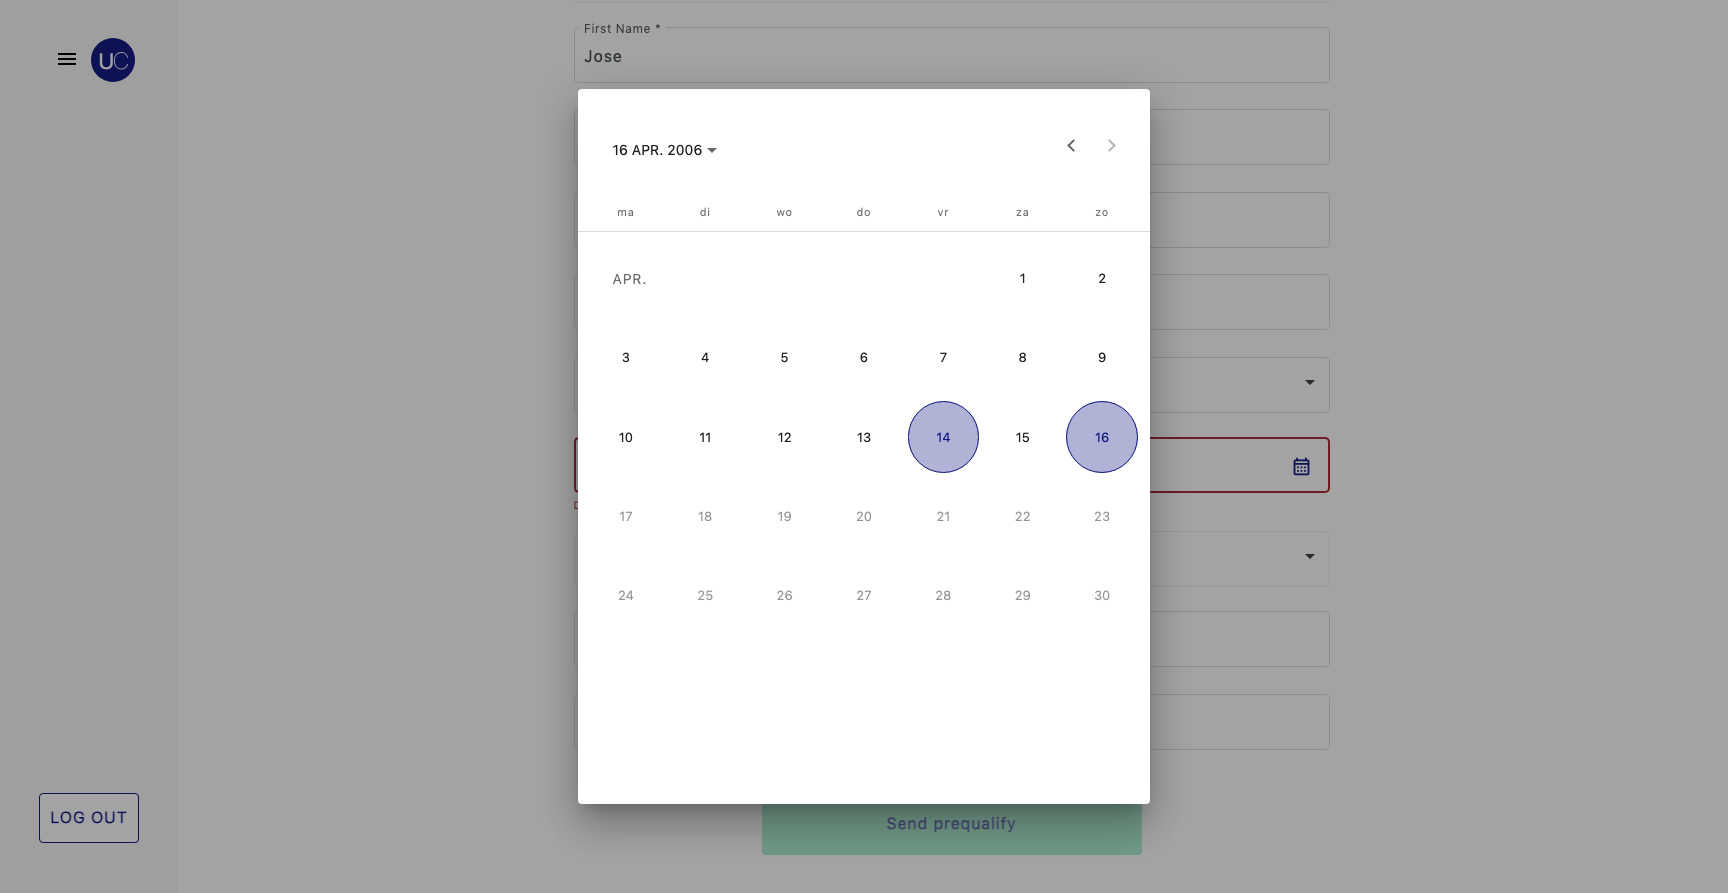 First Name *
Jose
UC
16 APR. 2006
ma di wo do vr za zo
APR. 1 2
3 4 5 6 7 8 9
10 11 12 13 14 15 16
17 18 19 20 21 22 23
24 25 26 27 28 29 30
LOG OUT
Send prequalify